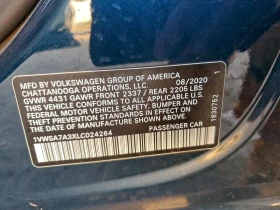 MFD BY VOLKSWAGEN GROUP OF AMERICA
CHATTANOOGA OPERATIONS, LLC. 08/2020
GVWR 4431 GAWR FRONT 2337 / REAR 2205 LBS
THIS VEHICLE CONFORMS TO ALL APPLICABLE
FEDERAL MOTOR VEHICLE SAFETY, BUMPER AND
THEFT PREVENTION STANDARDS IN EFFECT ON THE
DATE OF MANUFACTURE SHOWN ABOVE
1VWSA7A3XLC024264 PASSENGER CAR
1630752
1